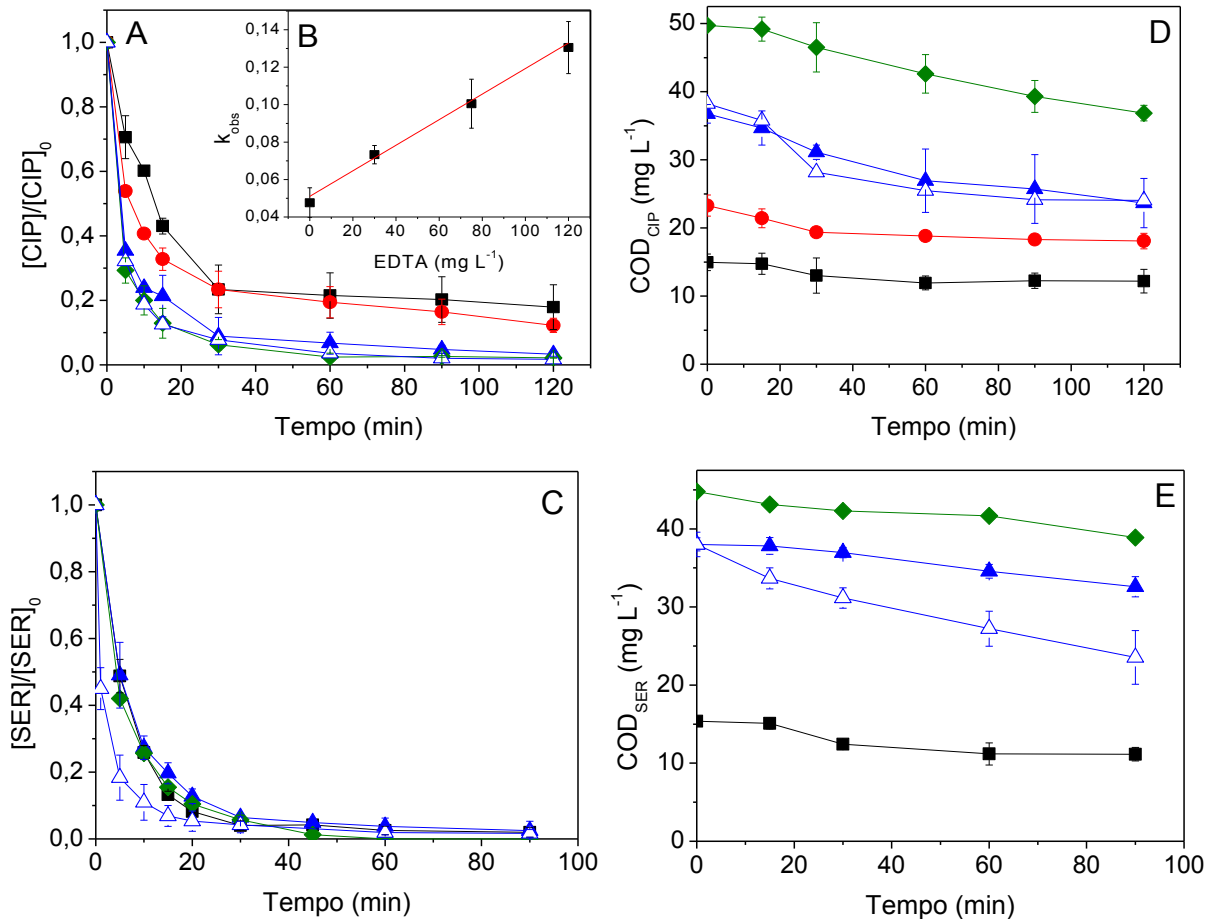 A
1,0
0,8
0,6
0,4
0,2
0,0
[CIP]/[CIP]0
0 20 40 60 80 100 120
Tempo (min)
B
0,14
0,12
0,10
0,08
0,06
0,04
kobs
0 20 40 60 80 100 120
EDTA (mg L-1)
D
50
40
30
20
10
0
CODCIP (mg L-1)
0 20 40 60 80 100 120
Tempo (min)
C
1,0
0,8
0,6
0,4
0,2
0,0
[SER]/[SER]0
0 20 40 60 80 100
Tempo (min)
E
40
30
20
10
0
CODSER (mg L-1)
0 20 40 60 80 100
Tempo (min)